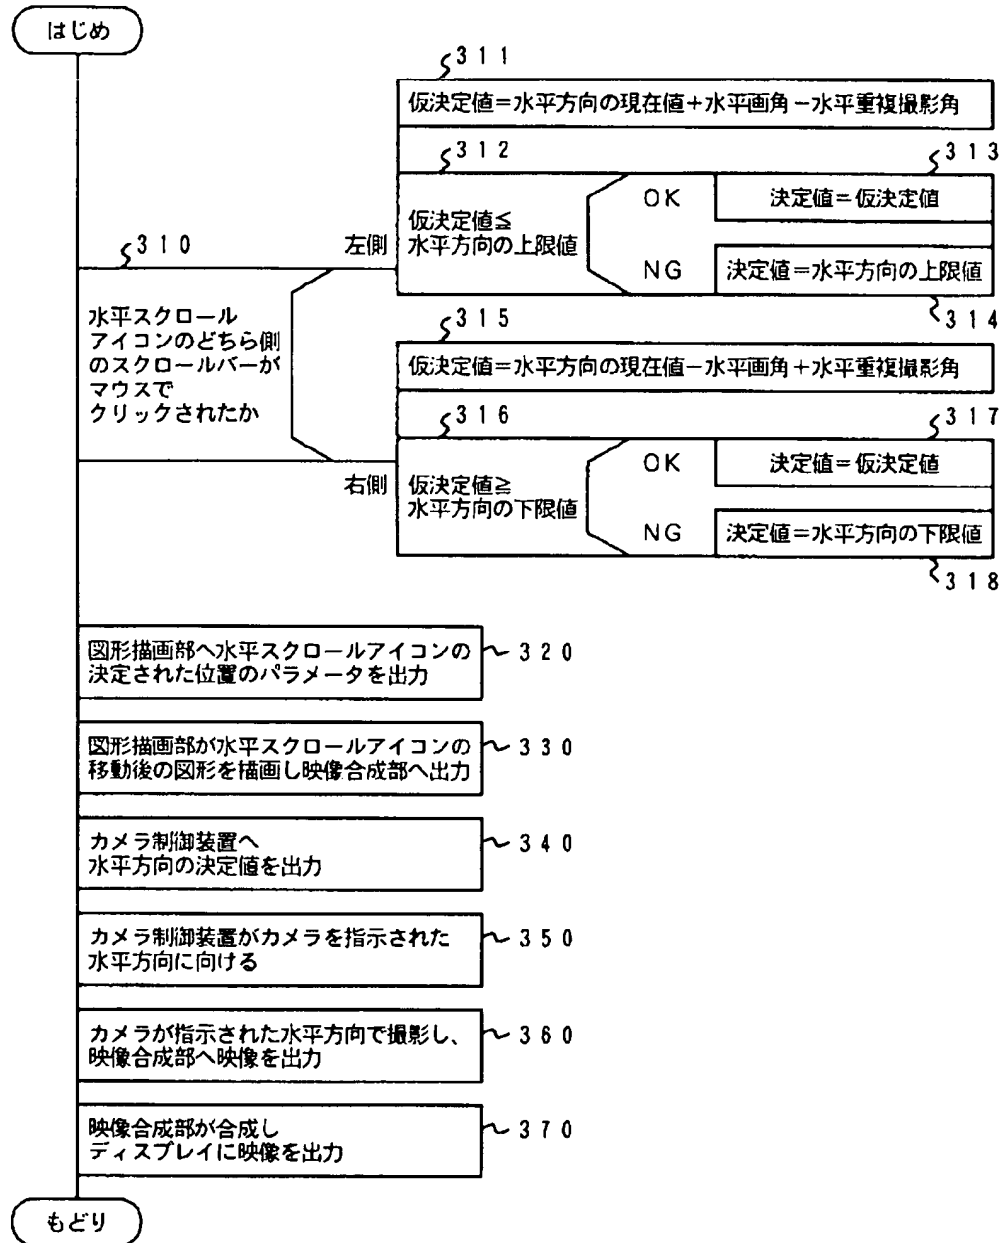 はじめ
311
仮決定値=水平方向の現在値+水平画角-水平重複撮影角
312
313
仮決定値≦
水平方向の上限値
OK
決定値=仮決定値
NG
決定値=水平方向の上限値
314
310
左側
水平スクロール
アイコンのどちら側
のスクロールバーが
マウスで
クリックされたか
315
仮決定値=水平方向の現在値-水平画角+水平重複撮影角
316
317
右側
仮決定値≧
水平方向の下限値
OK
決定値=仮決定値
NG
決定値=水平方向の下限値
318
図形描画部へ水平スクロールアイコンの
決定された位置のパラメータを出力
320
図形描画部が水平スクロールアイコンの
移動後の図形を描画し映像合成部へ出力
330
カメラ制御装置へ
水平方向の決定値を出力
340
カメラ制御装置がカメラを指示された
水平方向に向ける
350
カメラが指示された水平方向で撮影し、
映像合成部へ映像を出力
360
映像合成部が合成し
ディスプレイに映像を出力
370
もどり